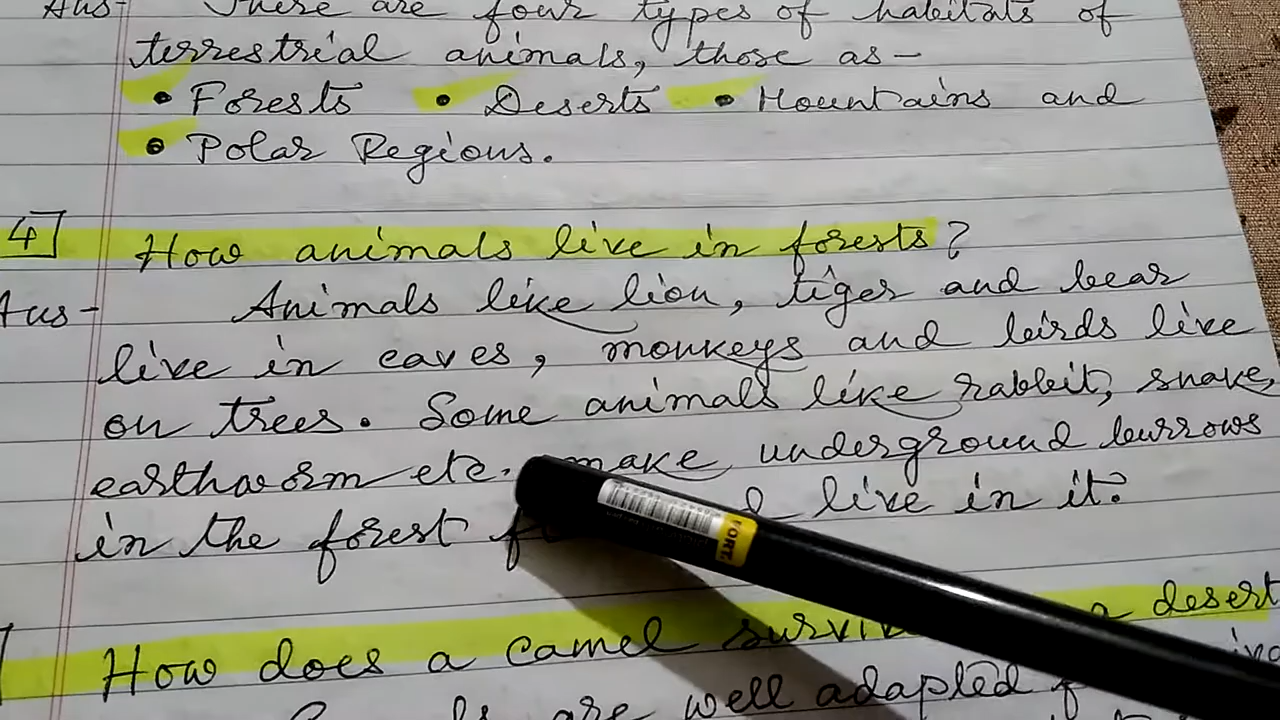 Ans- There are four types of habitats of
terrestrial animals, those as-
• Forests • Deserts • Mountains and
• Polar Regions.
4 How animals live in forests?
Ans- Animals like lion, tiger and bear
live in caves, monkeys and birds live
on trees. Some animals like rabbit, snake,
earthworm etc. make underground burrows
in the forest live in it.
FORT
How does a camel a desert
are well adapted